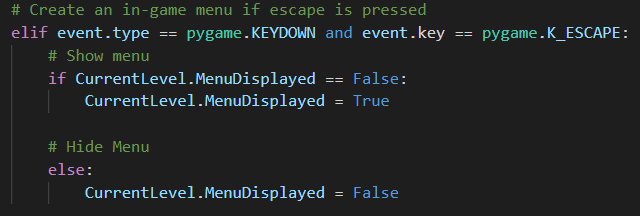 # Create an in-game menu if escape is pressed
elif event.type == pygame.KEYDOWN and event.key == pygame.K_ESCAPE:
    # Show menu
    if CurrentLevel.MenuDisplayed == False:
        CurrentLevel.MenuDisplayed = True

    # Hide Menu
    else:
        CurrentLevel.MenuDisplayed = False